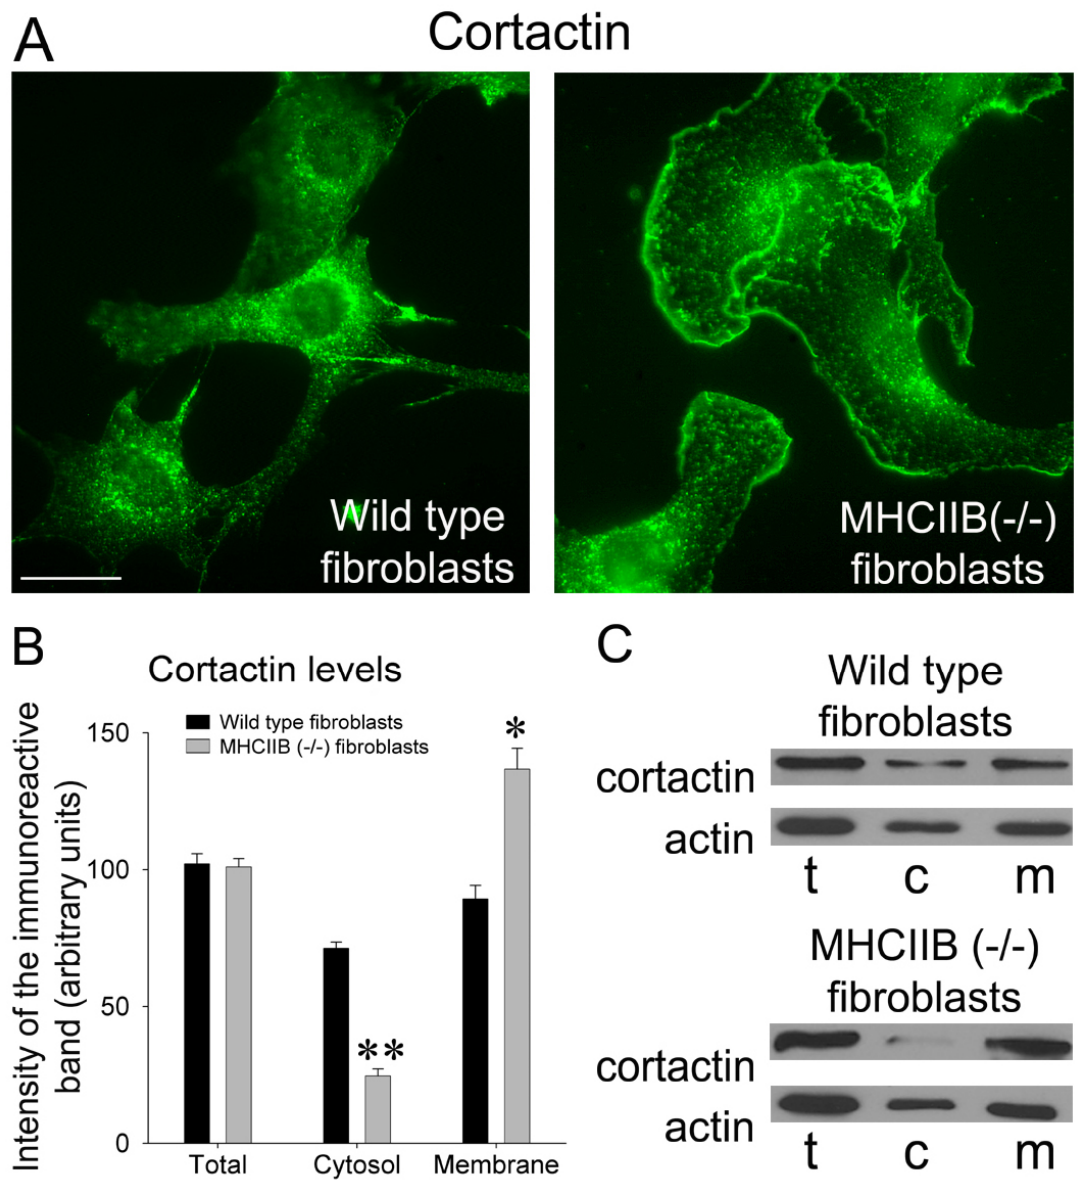 A
Cortactin
Wild type
fibroblasts
MHCIIB(-/-)
fibroblasts
B
Cortactin levels
Intensity of the immunoreactive
band (arbitrary units)
150
100
50
0
Wild type fibroblasts
MHCIIB (-/-) fibroblasts
*
**
Total
Cytosol
Membrane
C
Wild type
fibroblasts
cortactin
actin
t c m
MHCIIB (-/-)
fibroblasts
cortactin
actin
t c m